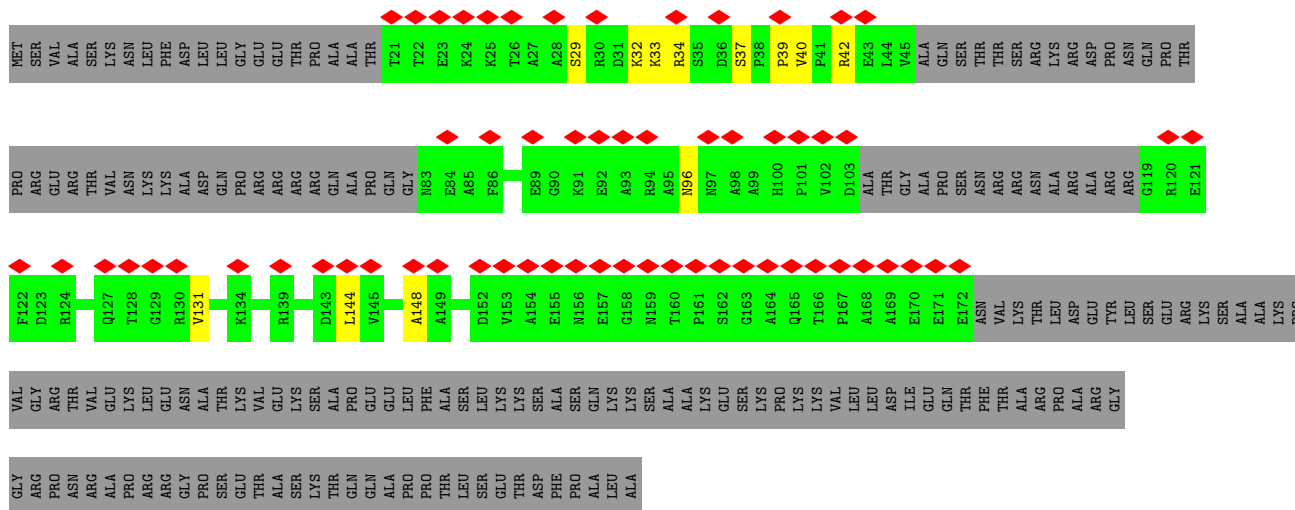 MET SER VAL ALA SER LYS ASN LEU PHE ASP LEU LEU GLY GLU GLU THR PRO ALA ALA THR T21 T22 E23 K24 K25 T26 A27 A28 S29 R30 D31 K32 K33 R34 S35 D36 S37 P38 P39 V40 P41 R42 E43 L44 V45 ALA GLN SER THR THR SER ARG LYS ARG ASP PRO ASN GLN PRO THR
PRO ARG GLU ARG THR VAL ASN LYS LYS ALA ASP GLN PRO ARG ARG ARG GLN ALA PRO GLN GLY N83 E84 A85 F86 E89 G90 K91 E92 A93 R94 A95 N96 N97 A98 A99 H100 P101 V102 D103 ALA THR GLY ALA PRO SER ASN ARG ARG ASN ALA ARG ALA ARG ARG G119 R120 E121
F122 D123 R124 Q127 T128 G129 R130 V131 K134 R139 D143 L144 V145 A148 A149 D152 V153 A154 E155 N156 E157 G158 N159 T160 P161 S162 G163 A164 Q165 T166 P167 A168 A169 E170 E171 E172 ASN VAL LYS THR LEU ASP GLU TYR LEU SER GLU ARG LYS SER ALA ALA LYS
VAL GLY ARG THR VAL GLU LYS LEU GLU ASN ALA THR LYS VAL GLU LYS SER ALA PRO GLU GLU LEU PHE ALA SER LEU LYS LYS SER ALA SER GLN LYS LYS SER ALA ALA LYS GLU SER LYS PRO LYS LYS VAL LEU LEU ASP ILE GLU GLN THR PHE THR ALA ARG PRO ALA ARG GLY
GLY ARG PRO ASN ARG ALA PRO ARG ARG GLY PRO SER GLU THR ALA SER LYS THR GLN GLN ALA PRO PRO THR LEU SER GLU THR ASP PHE PRO ALA LEU ALA